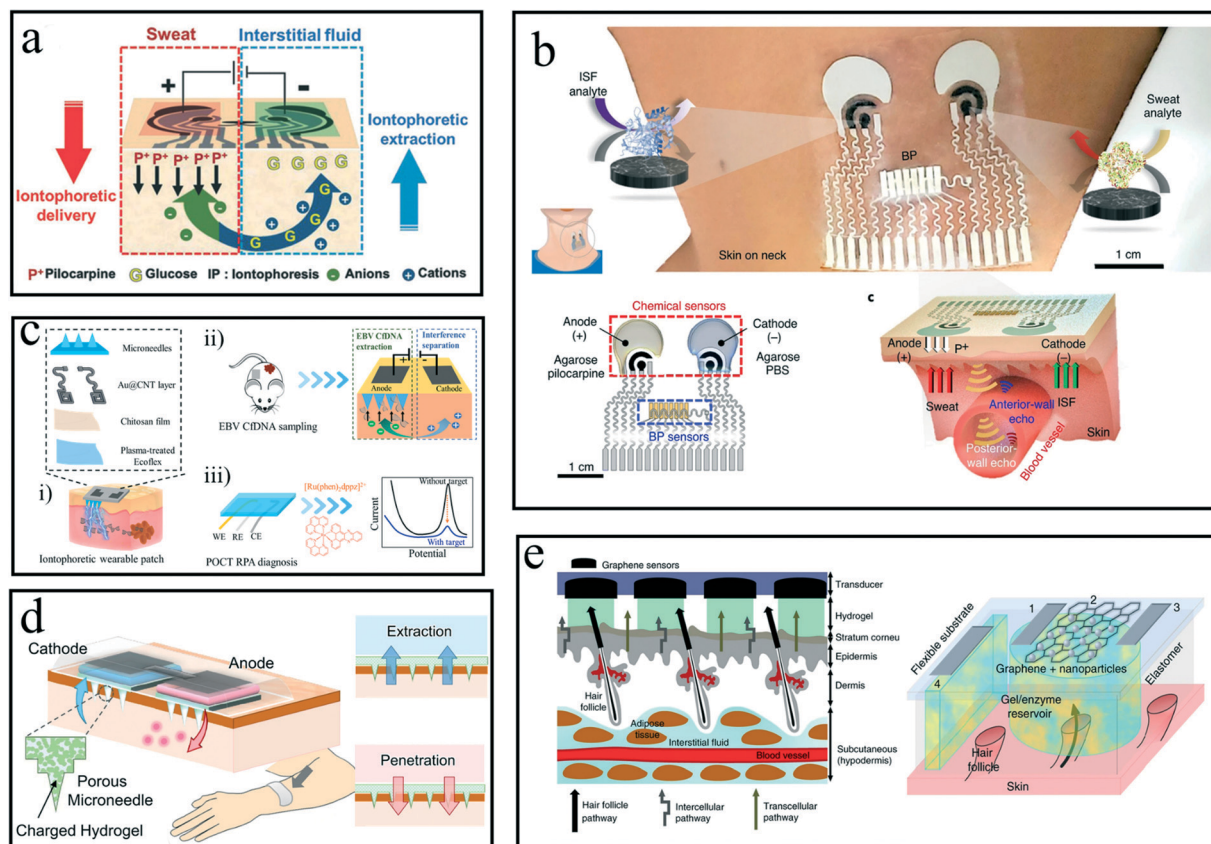 a
Sweat
Interstitial fluid
+
-
Iontophoretic
extraction
P+ P+ P+ P+ P+
G G G G
Iontophoretic
delivery
G
G
G
G
P+ Pilocarpine G Glucose IP : Iontophoresis - Anions + Cations
b
ISF
analyte
Sweat
analyte
BP
Skin on neck
1 cm
Chemical sensors
Anode
(+)
Cathode
(−)
Agarose
pilocarpine
Agarose
PBS
BP sensors
1 cm
c
Anode
(+)
P+
Cathode
(−)
Sweat
ISF
Anterior-wall
echo
Skin
Posterior-
wall echo
Blood vessel
c
Microneedles
Au@CNT layer
Chitosan film
Plasma-treated
Ecoflex
i)
Iontophoretic wearable patch
ii)
EBV CfDNA sampling
EBV CfDNA
extraction
Interference
separation
+ -
Anode
Cathode
iii)
WE RE CE
POCT RPA diagnosis
[Ru(phen)2dppz]2+
Current
Without target
With target
Potential
d
Cathode
Anode
Porous
Microneedle
Charged Hydrogel
Extraction
Penetration
e
Graphene sensors
Transducer
Hydrogel
Stratum corneu
Epidermis
Dermis
Hair
follicle
Adipose
tissue
Interstitial fluid
Blood vessel
Subcutaneous
(hypodermis)
Hair follicle
pathway
Intercellular
pathway
Transcellular
pathway
Flexible substrate
1
2
3
4
Graphene + nanoparticles
Elastomer
Gel/enzyme
reservoir
Hair
follicle
Skin